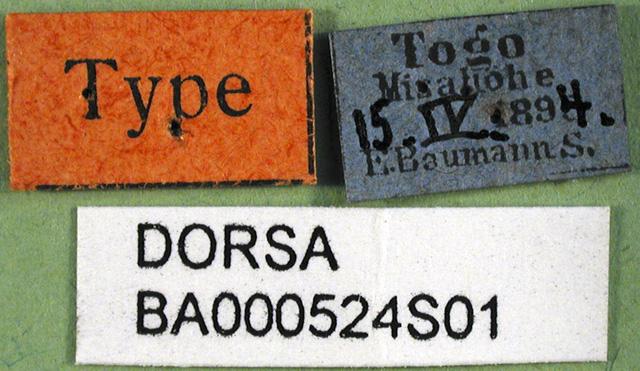 Type
Togo
Misahöhe
15. IV. 1894.
E. Baumann S.
DORSA
BA000524S01